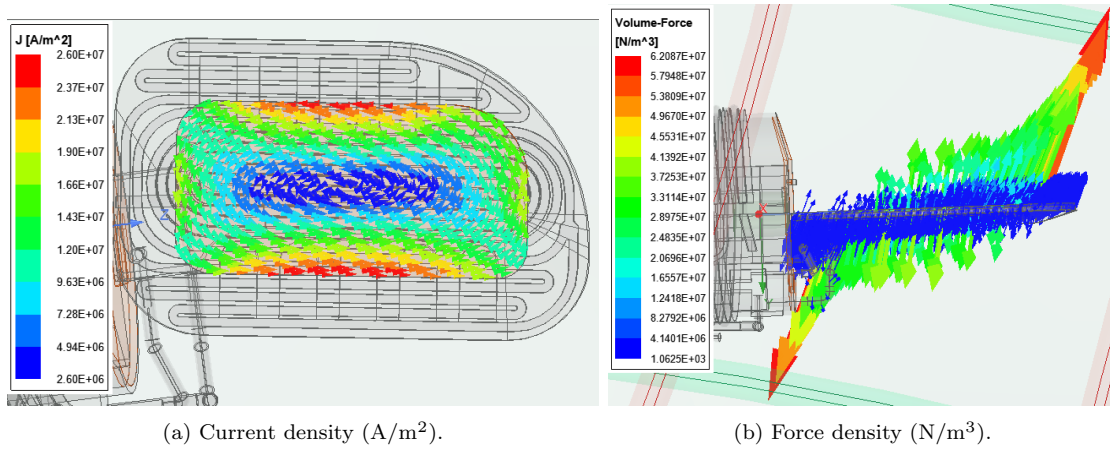 J [A/m^2]
2.60E+07
2.37E+07
2.13E+07
1.90E+07
1.66E+07
1.43E+07
1.20E+07
9.63E+06
7.28E+06
4.94E+06
2.60E+06
Z
Volume-Force
[N/m^3]
6.2087E+07
5.7948E+07
5.3809E+07
4.9670E+07
4.5531E+07
4.1392E+07
3.7253E+07
3.3114E+07
2.8975E+07
2.4835E+07
2.0696E+07
1.6557E+07
1.2418E+07
8.2792E+06
4.1401E+06
1.0625E+03
X
(a) Current density (A/m²).
(b) Force density (N/m³).